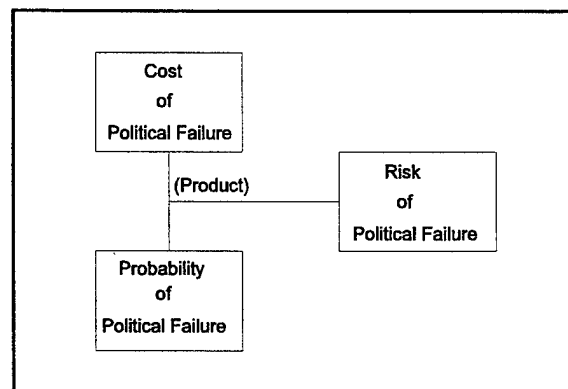 Cost
of
Political Failure
(Product)
Risk
of
Political Failure
Probability
of
Political Failure